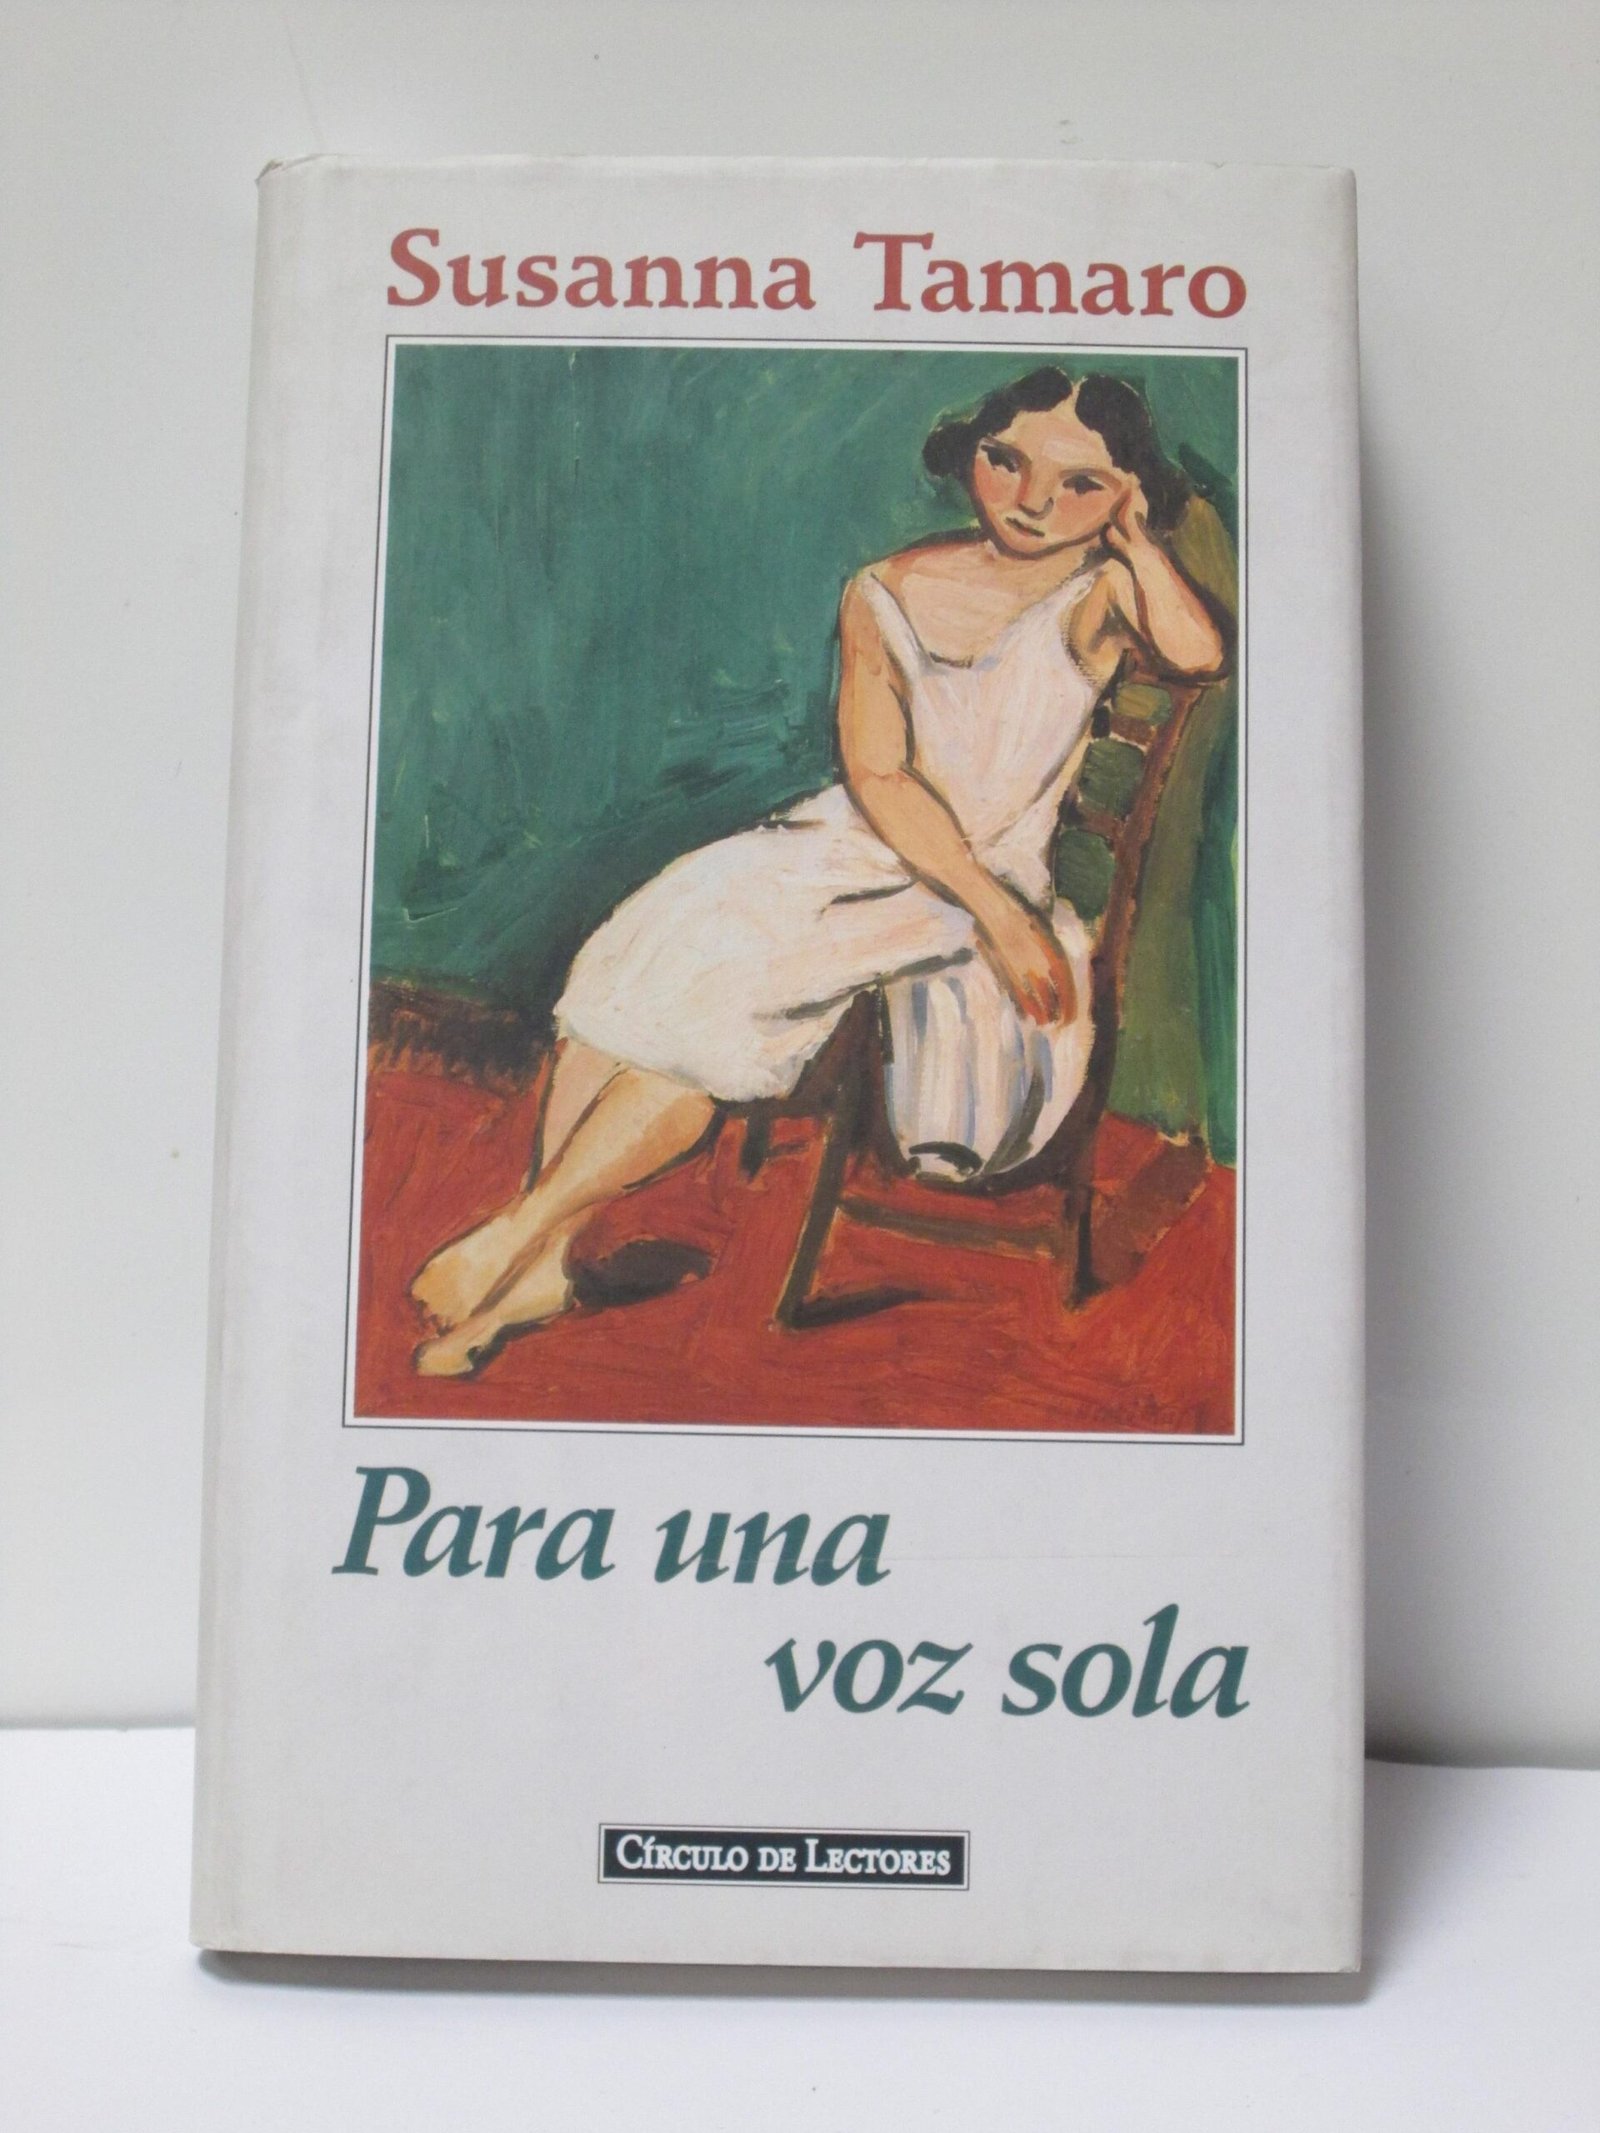 Susanna Tamaro
Para una
voz sola
CÍRCULO DE LECTORES